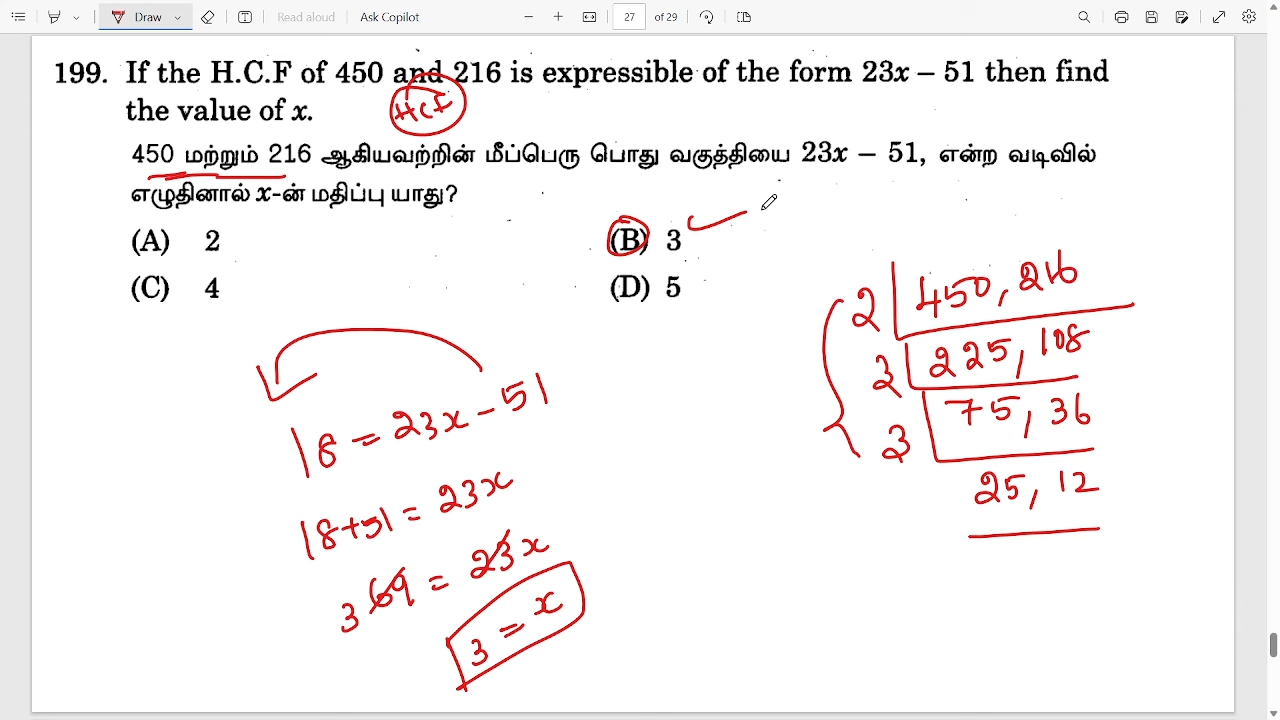 Draw
Read aloud
Ask Copilot
27 of 29
199. If the H.C.F of 450 and 216 is expressible of the form 23x – 51 then find
the value of x.
HCF
450 மற்றும் 216 ஆகியவற்றின் மீப்பெரு பொது வகுத்தியை 23x – 51, என்ற வடிவில்
எழுதினால் x-ன் மதிப்பு யாது?
(A) 2
(B) 3
(C) 4
(D) 5
18 = 23x - 51
18+51 = 23x
3 69 = 23x
3 = x
2 450, 216
3 225, 108
3 75, 36
25, 12